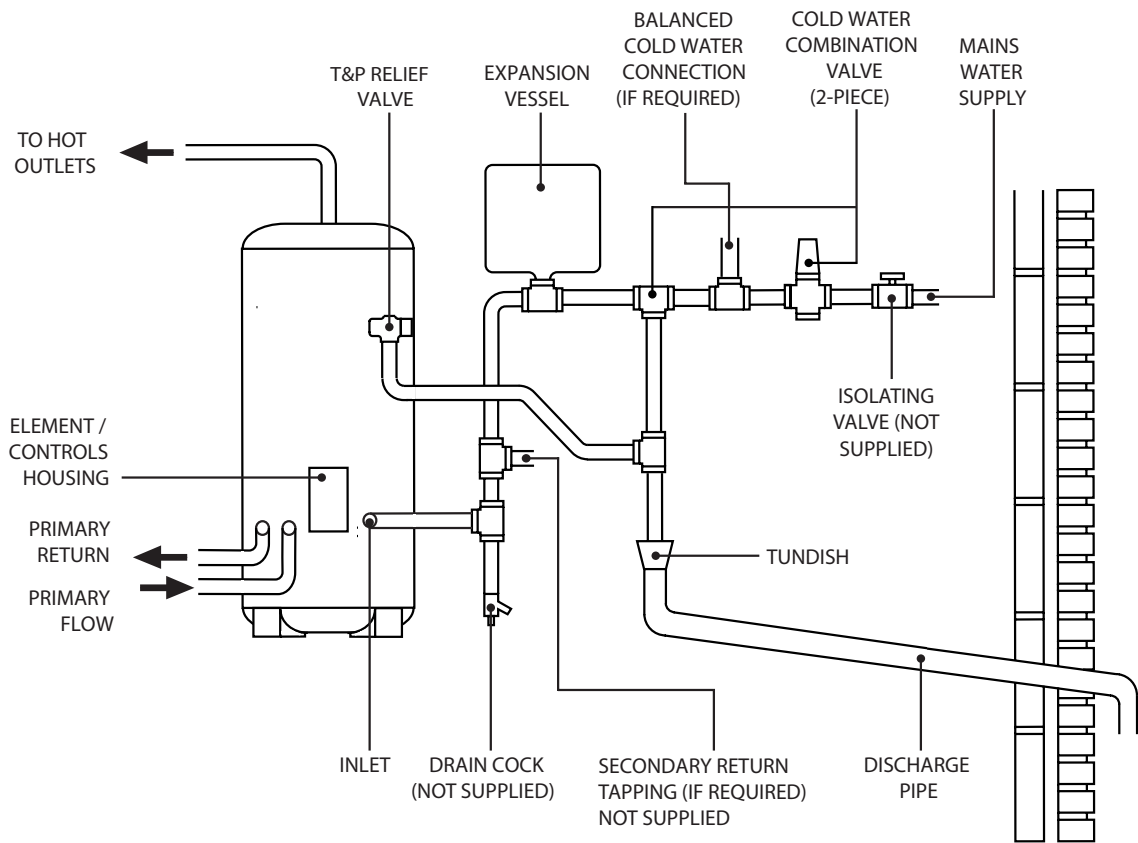 BALANCED
COLD WATER
CONNECTION
(IF REQUIRED)
COLD WATER
COMBINATION
VALVE
(2-PIECE)
MAINS
WATER
SUPPLY
T&P RELIEF
VALVE
EXPANSION
VESSEL
TO HOT
OUTLETS
ISOLATING
VALVE (NOT
SUPPLIED)
ELEMENT /
CONTROLS
HOUSING
PRIMARY
RETURN
PRIMARY
FLOW
TUNDISH
INLET
DRAIN COCK
(NOT SUPPLIED)
SECONDARY RETURN
TAPPING (IF REQUIRED)
NOT SUPPLIED
DISCHARGE
PIPE